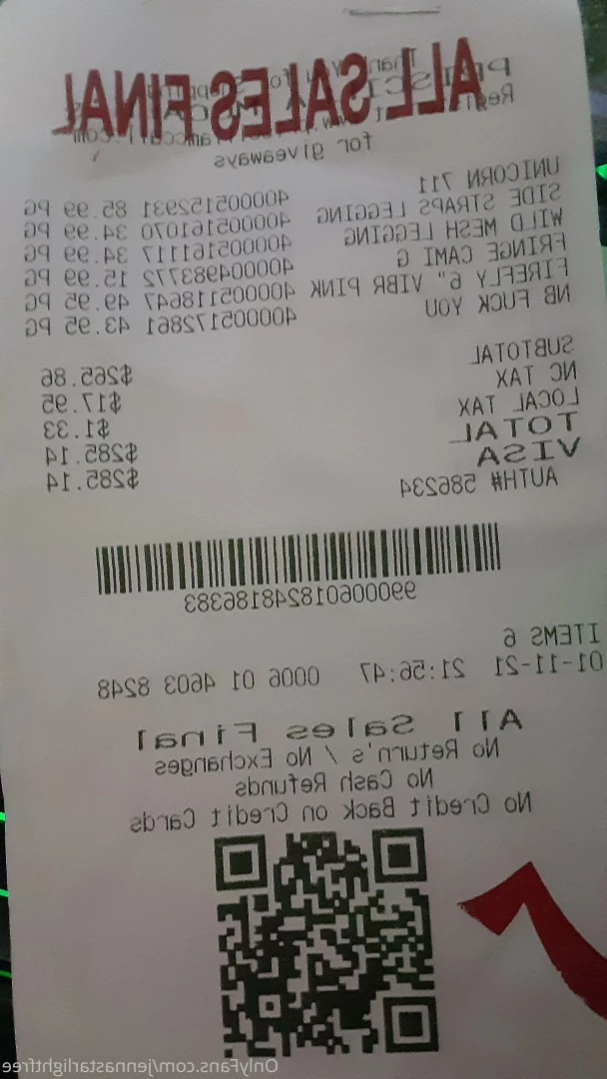 ALL SALES FINAL
for giveaways
UNICORN 711 400005152931 85.99 PG
SIDE STRAPS LEGGING 400005161070 34.99 PG
WILD MESH LEGGING 400005161117 34.99 PG
FRINGE CAMI G 400004983772 15.99 PG
FIREFLY 6" VIBR PINK 400005118647 49.95 PG
NB FUCK YOU 400005172861 43.95 PG
SUBTOTAL $265.86
NC TAX $17.95
LOCAL TAX $1.33
TOTAL $285.14
VISA $285.14
AUTH# 586234
990006018248186383
ITEMS 6
01-11-21 21:56:47 0006 01 4603 8248
All Sales Final
No Return's / No Exchanges
No Cash Refunds
No Credit Back on Credit Cards
OnlyFans.com/jennastarlightfree